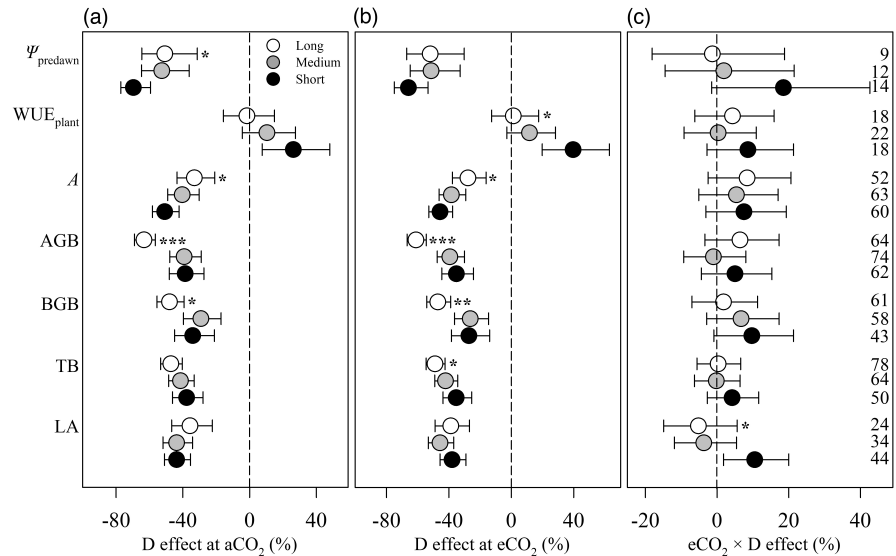 (a)
(b)
(c)
Long
Medium
Short
Ψpredawn
*
9
12
14
WUEplant
*
18
22
18
A
*
*
52
63
60
AGB
***
***
64
74
62
BGB
*
**
61
58
43
TB
*
78
64
50
LA
*
24
34
44
-80 -40 0 40
-80 -40 0 40
-20 0 20 40
D effect at aCO₂ (%)
D effect at eCO₂ (%)
eCO₂ × D effect (%)